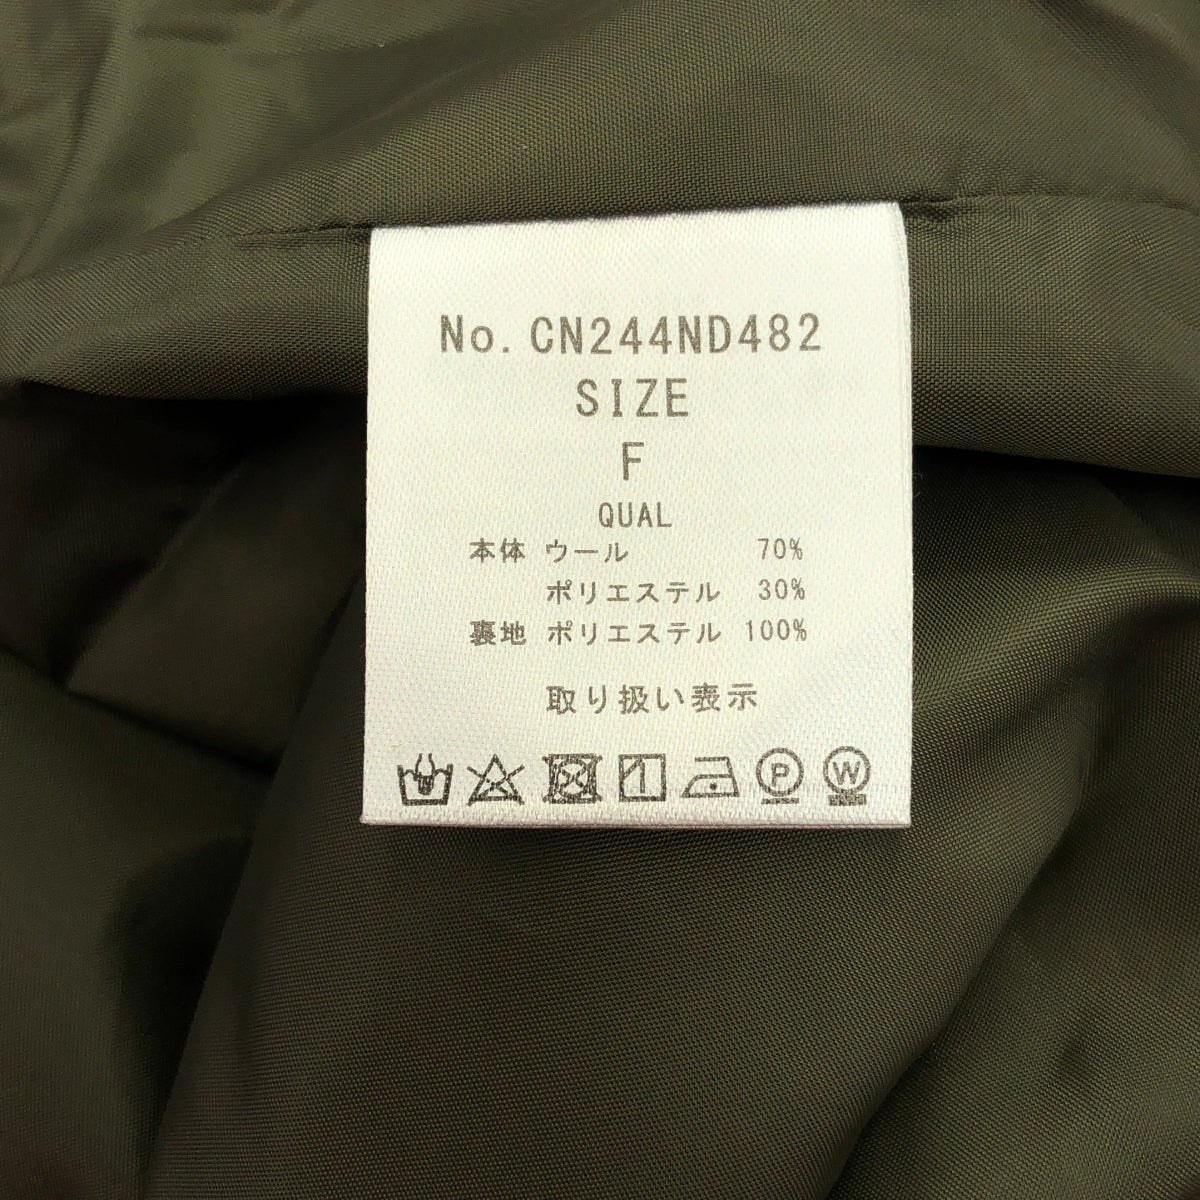 No. CN244ND482
SIZE
F
QUAL
本体 ウール 70%
ポリエステル 30%
裏地 ポリエステル 100%
取り扱い表示
P W